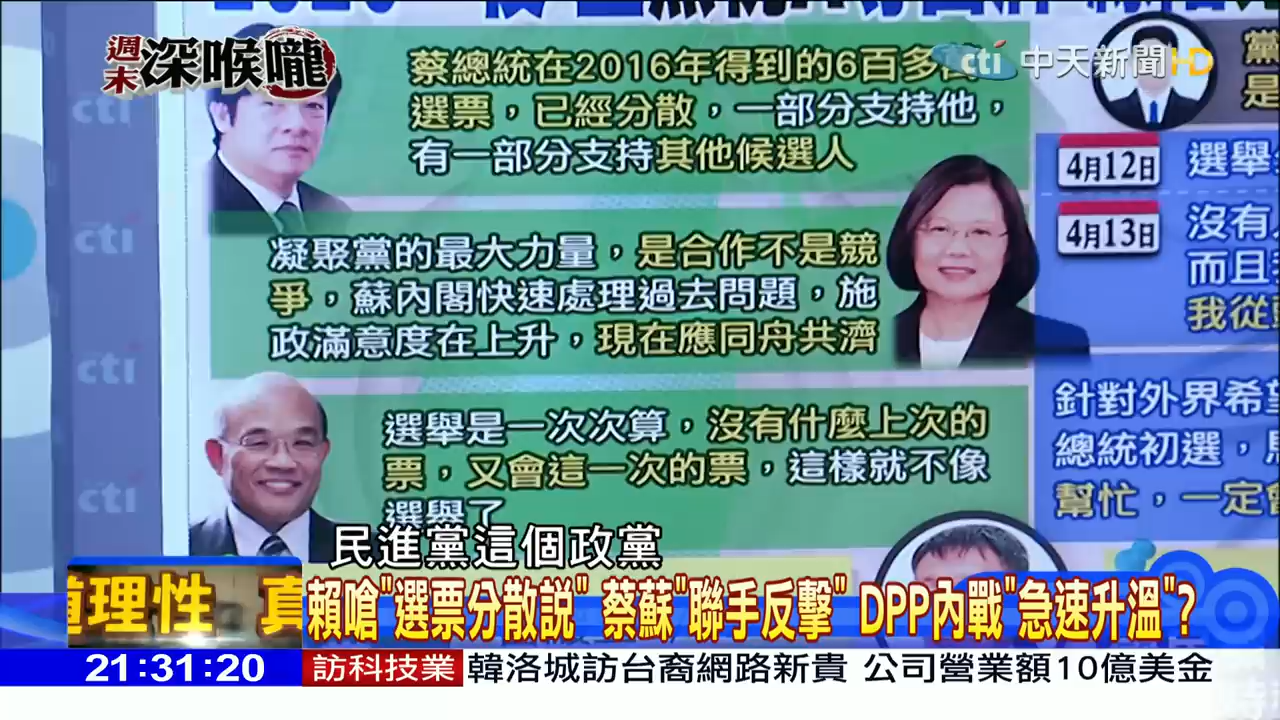 週末深喉嚨
蔡總統在2016年得到的6百多
選票，已經分散，一部分支持他，
有一部分支持其他候選人
cti 中天新聞HD
黨
是
4月12日
選舉
4月13日
沒有
而且
我從
凝聚黨的最大力量，是合作不是競
爭，蘇內閣快速處理過去問題，施
政滿意度在上升，現在應同舟共濟
選舉是一次次算，沒有什麼上次的
票，又會這一次的票，這樣就不像
選舉了
針對外界希望
總統初選，
幫忙，一定會
cti
cti
cti
cti
民進黨這個政黨
道理性 真
賴嗆"選票分散說" 蔡蘇"聯手反擊" DPP內戰"急速升溫"?
21:31:20
訪科技業
韓洛城訪台裔網路新貴 公司營業額10億美金